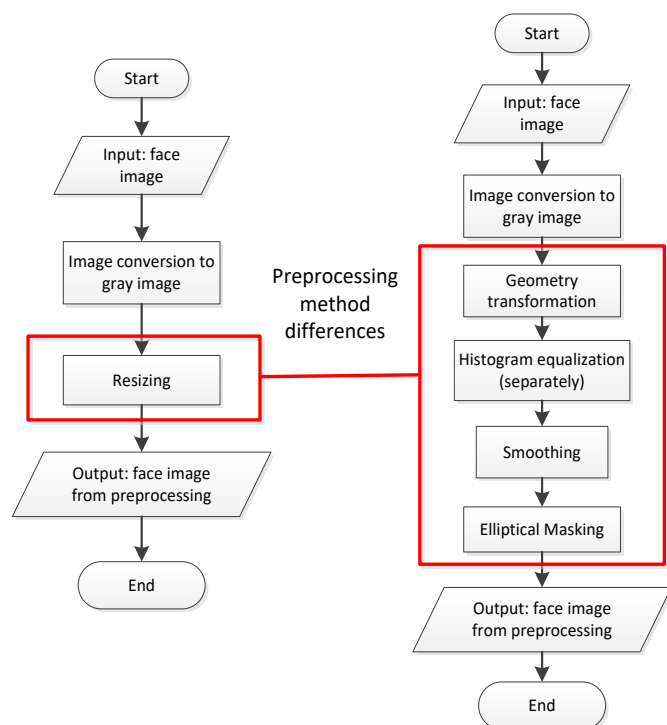 Start
Input: face
image
Image conversion to
gray image
Resizing
Output: face image
from preprocessing
End
Preprocessing
method
differences
Start
Input: face
image
Image conversion to
gray image
Geometry
transformation
Histogram equalization
(separately)
Smoothing
Elliptical Masking
Output: face image
from preprocessing
End